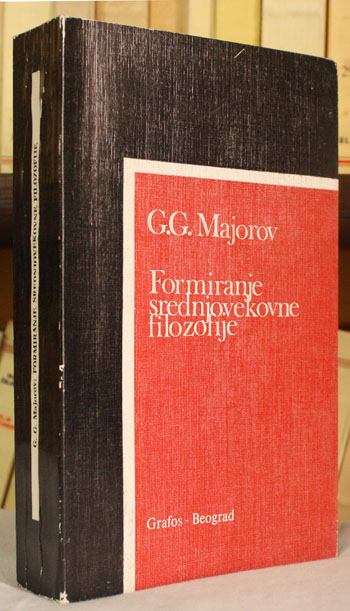 G.G. Majorov
Formiranje
srednjovekovne
filozofije
Grafos · Beograd
G. G. Majorov: FORMIRANJE SREDNJOVEKOVNE FILOZOFIJE